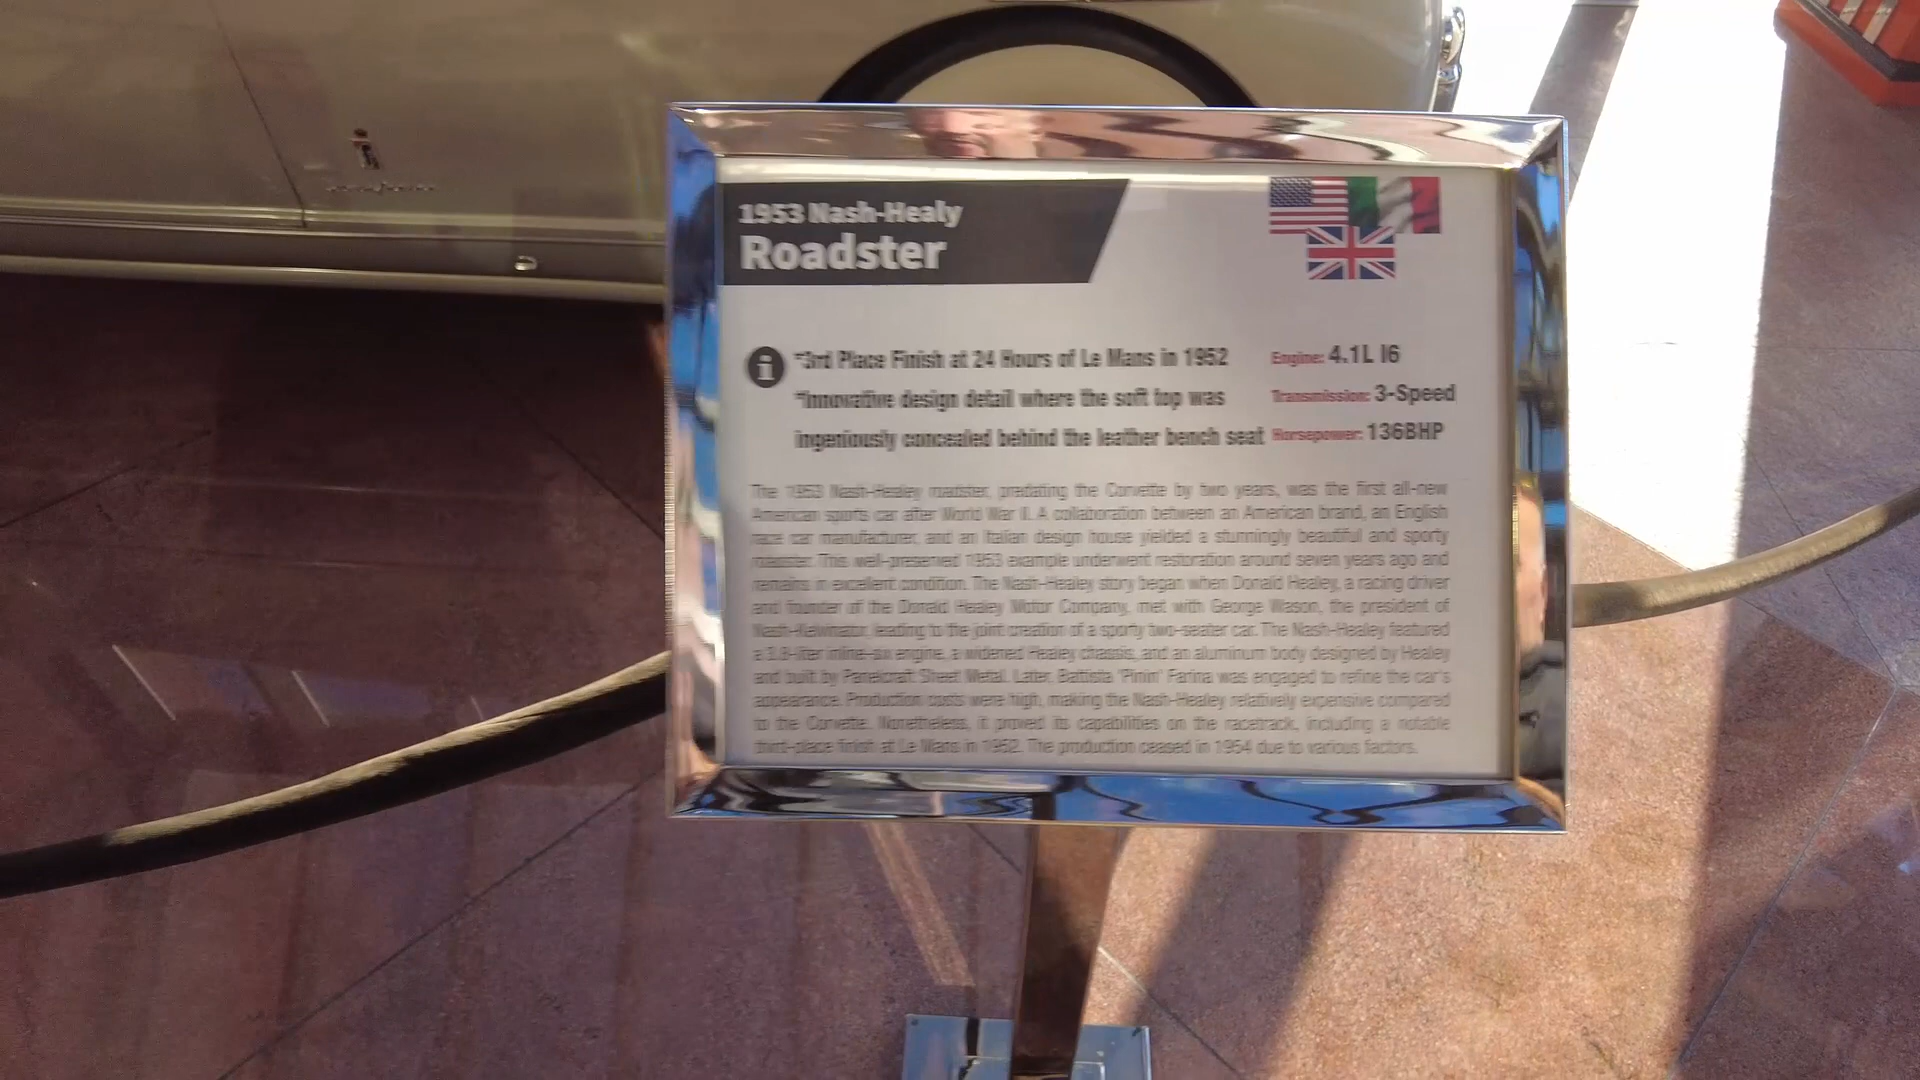 1953 Nash-Healy
Roadster
*3rd Place Finish at 24 Hours of Le Mans in 1952
*Innovative design detail where the soft top was
ingeniously concealed behind the leather bench seat
Engine: 4.1L I6
Transmission: 3-Speed
Horsepower: 136BHP
The 1953 Nash-Healey roadster, predating the Corvette by two years, was the first all-new
American sports car after World War II. A collaboration between an American brand, an English
race car manufacturer, and an Italian design house yielded a stunningly beautiful and sporty
roadster. This well-preserved 1953 example underwent restoration around seven years ago and
remains in excellent condition. The Nash-Healey story began when Donald Healey, a racing driver
and founder of the Donald Healey Motor Company, met with George Wason, the president of
Nash-Kelvinator, leading to the joint creation of a sporty two-seater car. The Nash-Healey featured
a 3.8-liter inline-six engine, a widened Healey chassis, and an aluminum body designed by Healey
and built by Panelcraft Sheet Metal. Later, Battista "Pinin" Farina was engaged to refine the car's
appearance. Production costs were high, making the Nash-Healey relatively expensive compared
to the Corvette. Nonetheless, it proved its capabilities on the racetrack, including a notable
third-place finish at Le Mans in 1952. The production ceased in 1954 due to various factors.